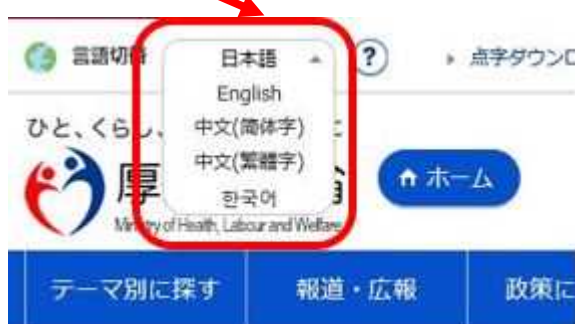 言語切替 日本語 ? 点字ダウンロ
English
ひと、くらし、 に
中文(简体字)
中文(繁體字)
厚 省 ホーム
한국어
Ministry of Health, Labour and Welfare
テーマ別に探す 報道・広報 政策に